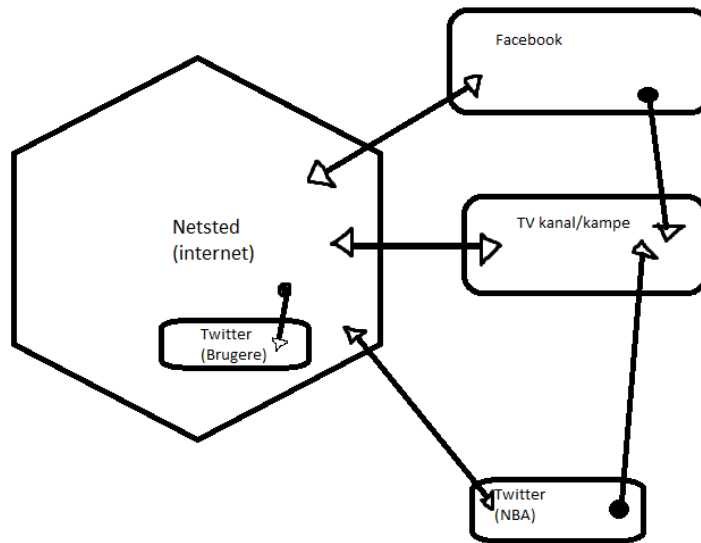 Facebook
Netsted
(internet)
TV kanal/kampe
Twitter
(Brugere)
Twitter
(NBA)